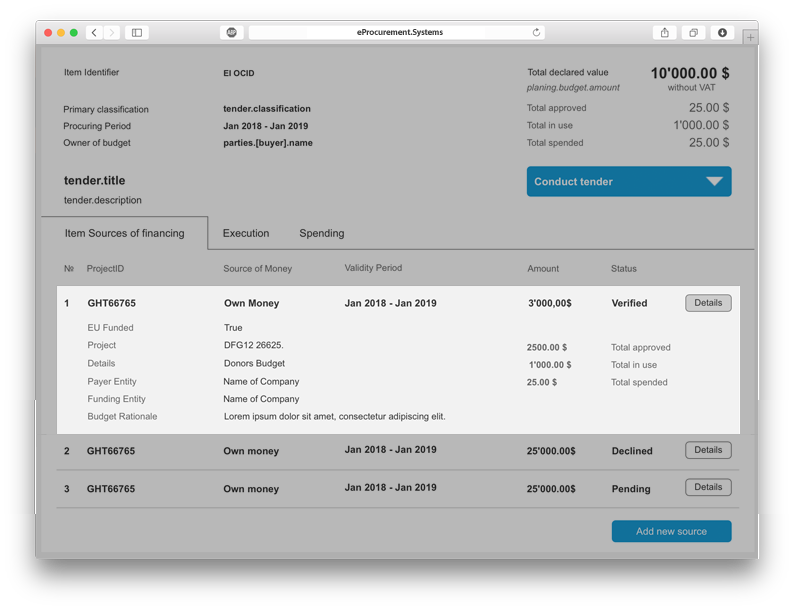 eProcurement.Systems
Item Identifier EI OCID Total declared value 10'000.00 $
planing.budget.amount without VAT
Primary classification tender.classification Total approved 25.00 $
Procuring Period Jan 2018 - Jan 2019 Total in use 1'000.00 $
Owner of budget parties.[buyer].name Total spended 25.00 $
tender.title Conduct tender
tender.description
Item Sources of financing Execution Spending
№ ProjectID Source of Money Validity Period Amount Status
1 GHT66765 Own Money Jan 2018 - Jan 2019 3'000,00$ Verified Details
EU Funded True
Project DFG12 26625. 2500.00 $ Total approved
Details Donors Budget 1'000.00 $ Total in use
Payer Entity Name of Company 25.00 $ Total spended
Funding Entity Name of Company
Budget Rationale Lorem ipsum dolor sit amet, consectetur adipiscing elit.
2 GHT66765 Own money Jan 2018 - Jan 2019 25'000.00$ Declined Details
3 GHT66765 Own money Jan 2018 - Jan 2019 25'000.00$ Pending Details
Add new source